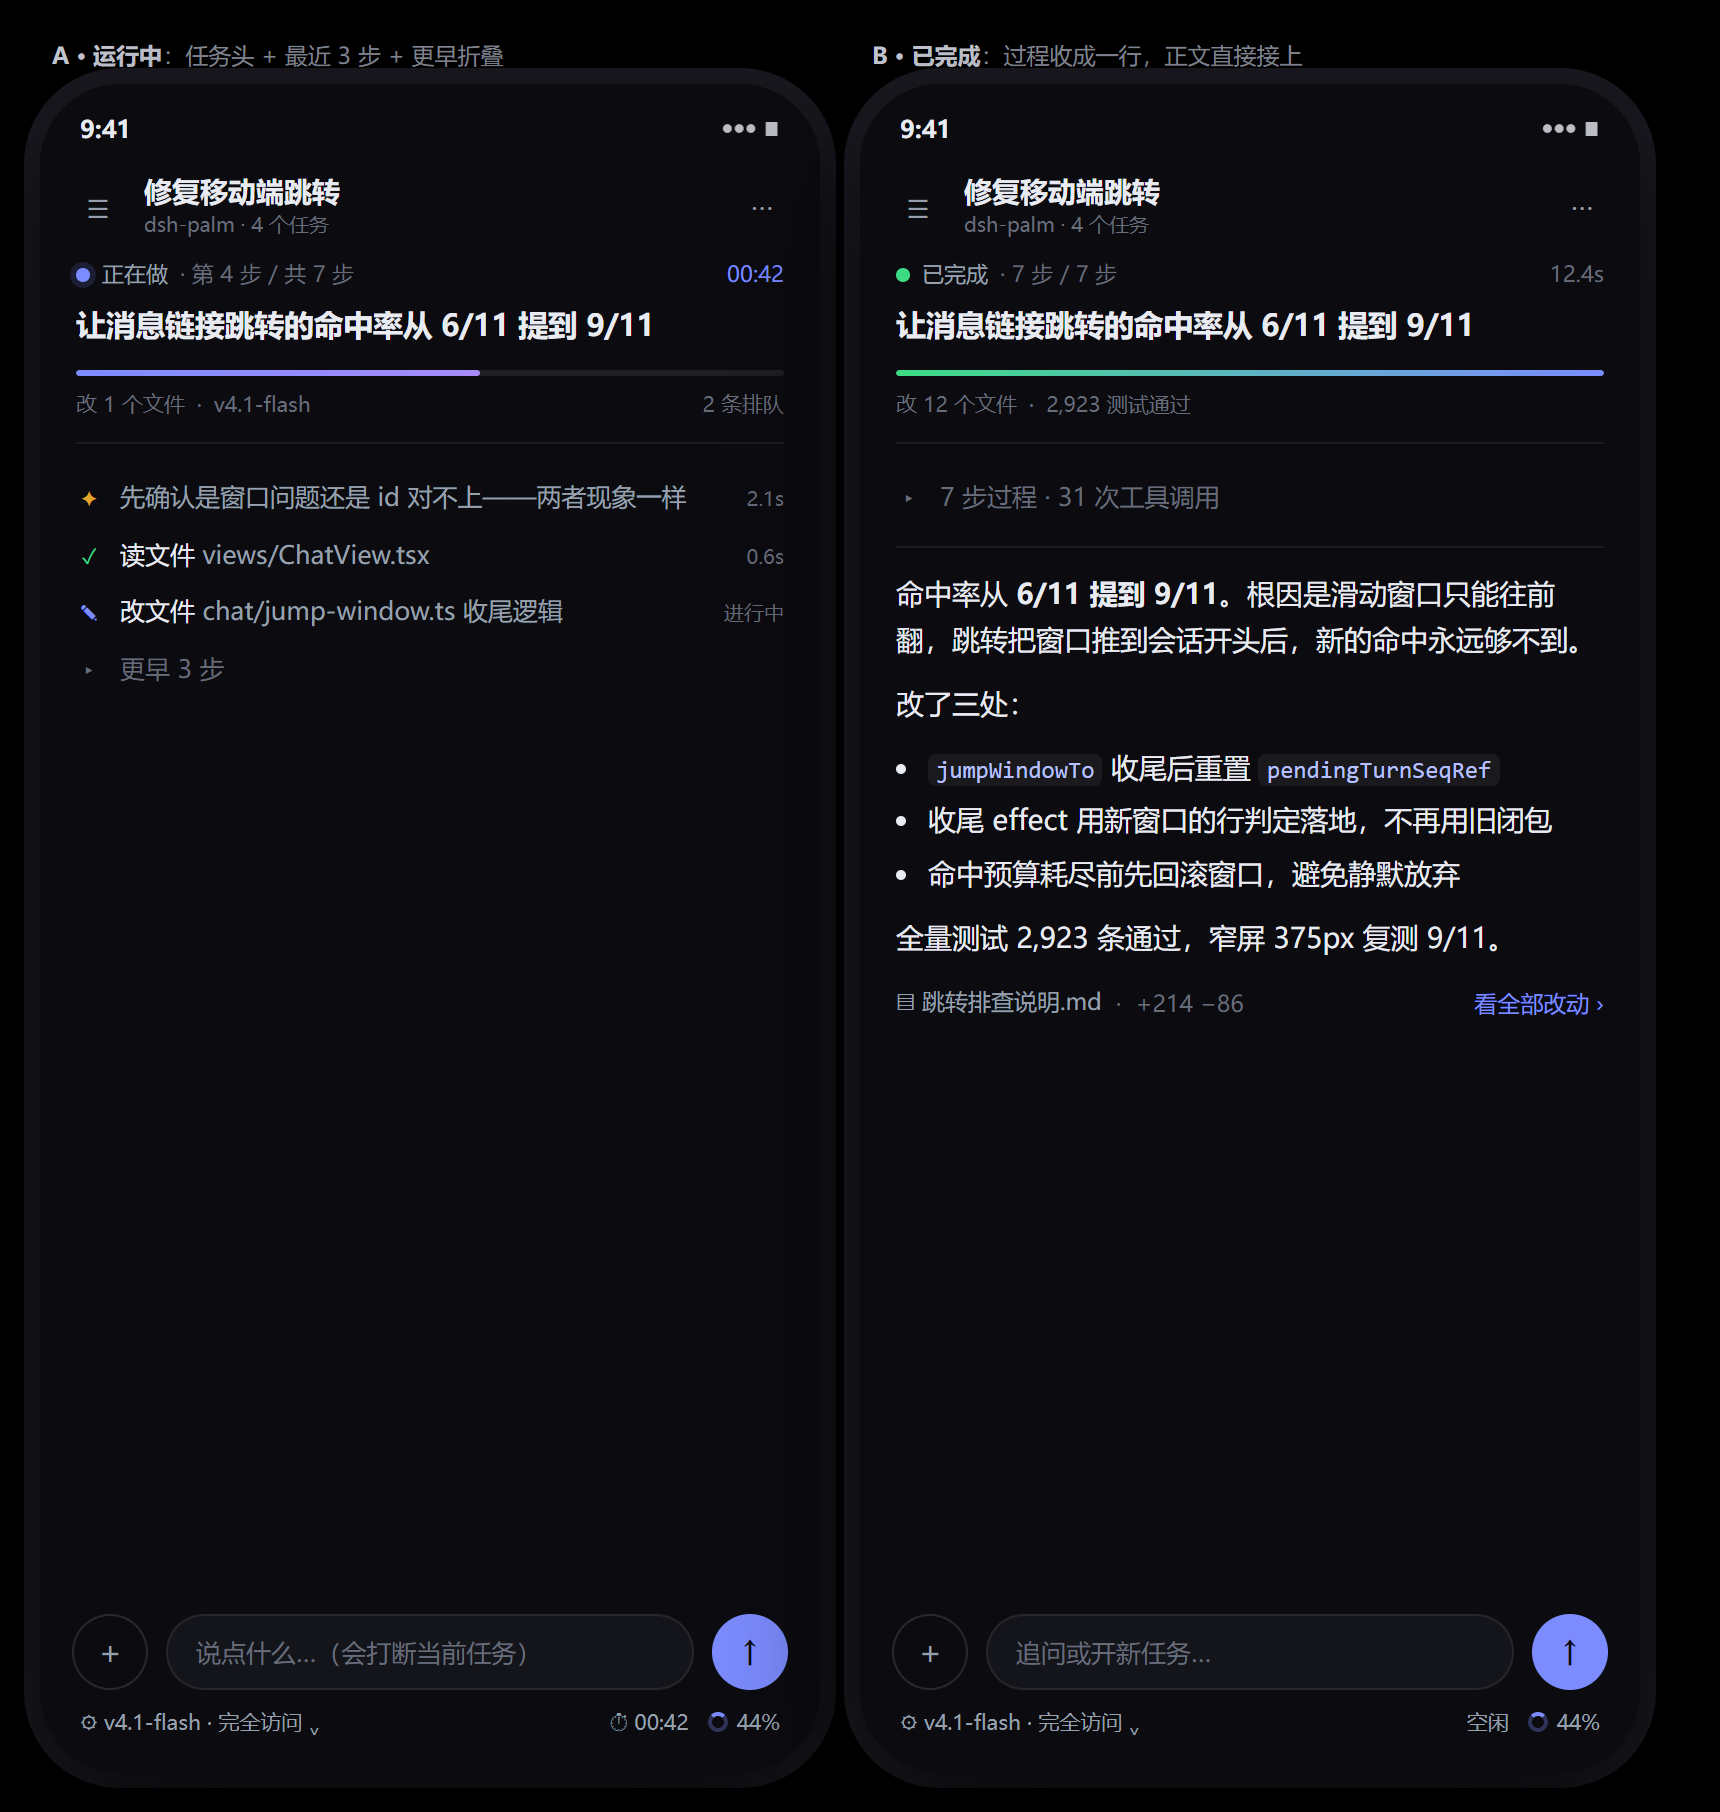 A • 运行中：任务头 + 最近 3 步 + 更早折叠
9:41
修复移动端跳转
dsh-palm · 4 个任务
正在做 · 第 4 步 / 共 7 步 00:42
让消息链接跳转的命中率从 6/11 提到 9/11
改 1 个文件 · v4.1-flash 2 条排队
先确认是窗口问题还是 id 对不上——两者现象一样 2.1s
读文件 views/ChatView.tsx 0.6s
改文件 chat/jump-window.ts 收尾逻辑 进行中
更早 3 步
说点什么...（会打断当前任务）
v4.1-flash · 完全访问 00:42 44%
B • 已完成：过程收成一行，正文直接接上
9:41
修复移动端跳转
dsh-palm · 4 个任务
已完成 · 7 步 / 7 步 12.4s
让消息链接跳转的命中率从 6/11 提到 9/11
改 12 个文件 · 2,923 测试通过
7 步过程 · 31 次工具调用
命中率从 6/11 提到 9/11。根因是滑动窗口只能往前
翻，跳转把窗口推到会话开头后，新的命中永远够不到。
改了三处：
• jumpWindowTo 收尾后重置 pendingTurnSeqRef
• 收尾 effect 用新窗口的行判定落地，不再用旧闭包
• 命中预算耗尽前先回滚窗口，避免静默放弃
全量测试 2,923 条通过，窄屏 375px 复测 9/11。
跳转排查说明.md · +214 −86 看全部改动 ›
追问或开新任务...
v4.1-flash · 完全访问 空闲 44%